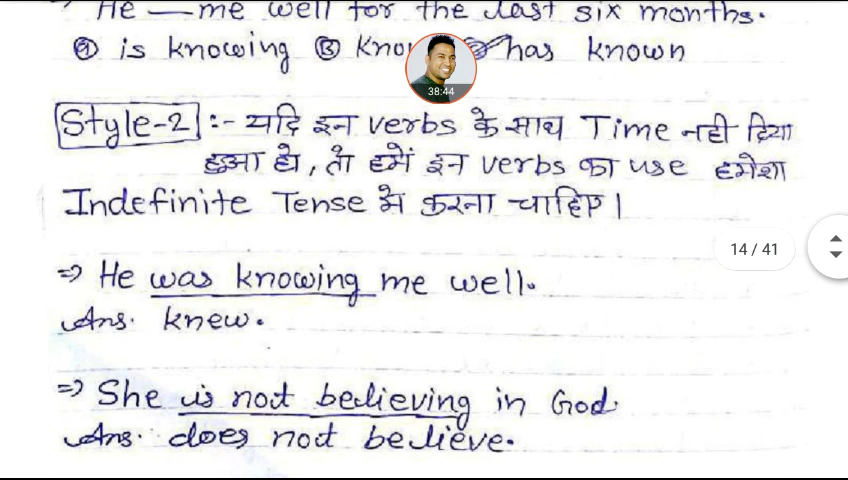 He — me well for the last six months.
Ⓐ is knowing Ⓑ has known
38:44
Style-2 :- यदि इन verbs के साथ Time नही दिया
हुआ हो, तो हमें इन verbs का use हमेशा
Indefinite Tense में करना चाहिए।
14 / 41
⇒ He was knowing me well.
Ans. knew.
⇒ She is not believing in God.
Ans. does not believe.